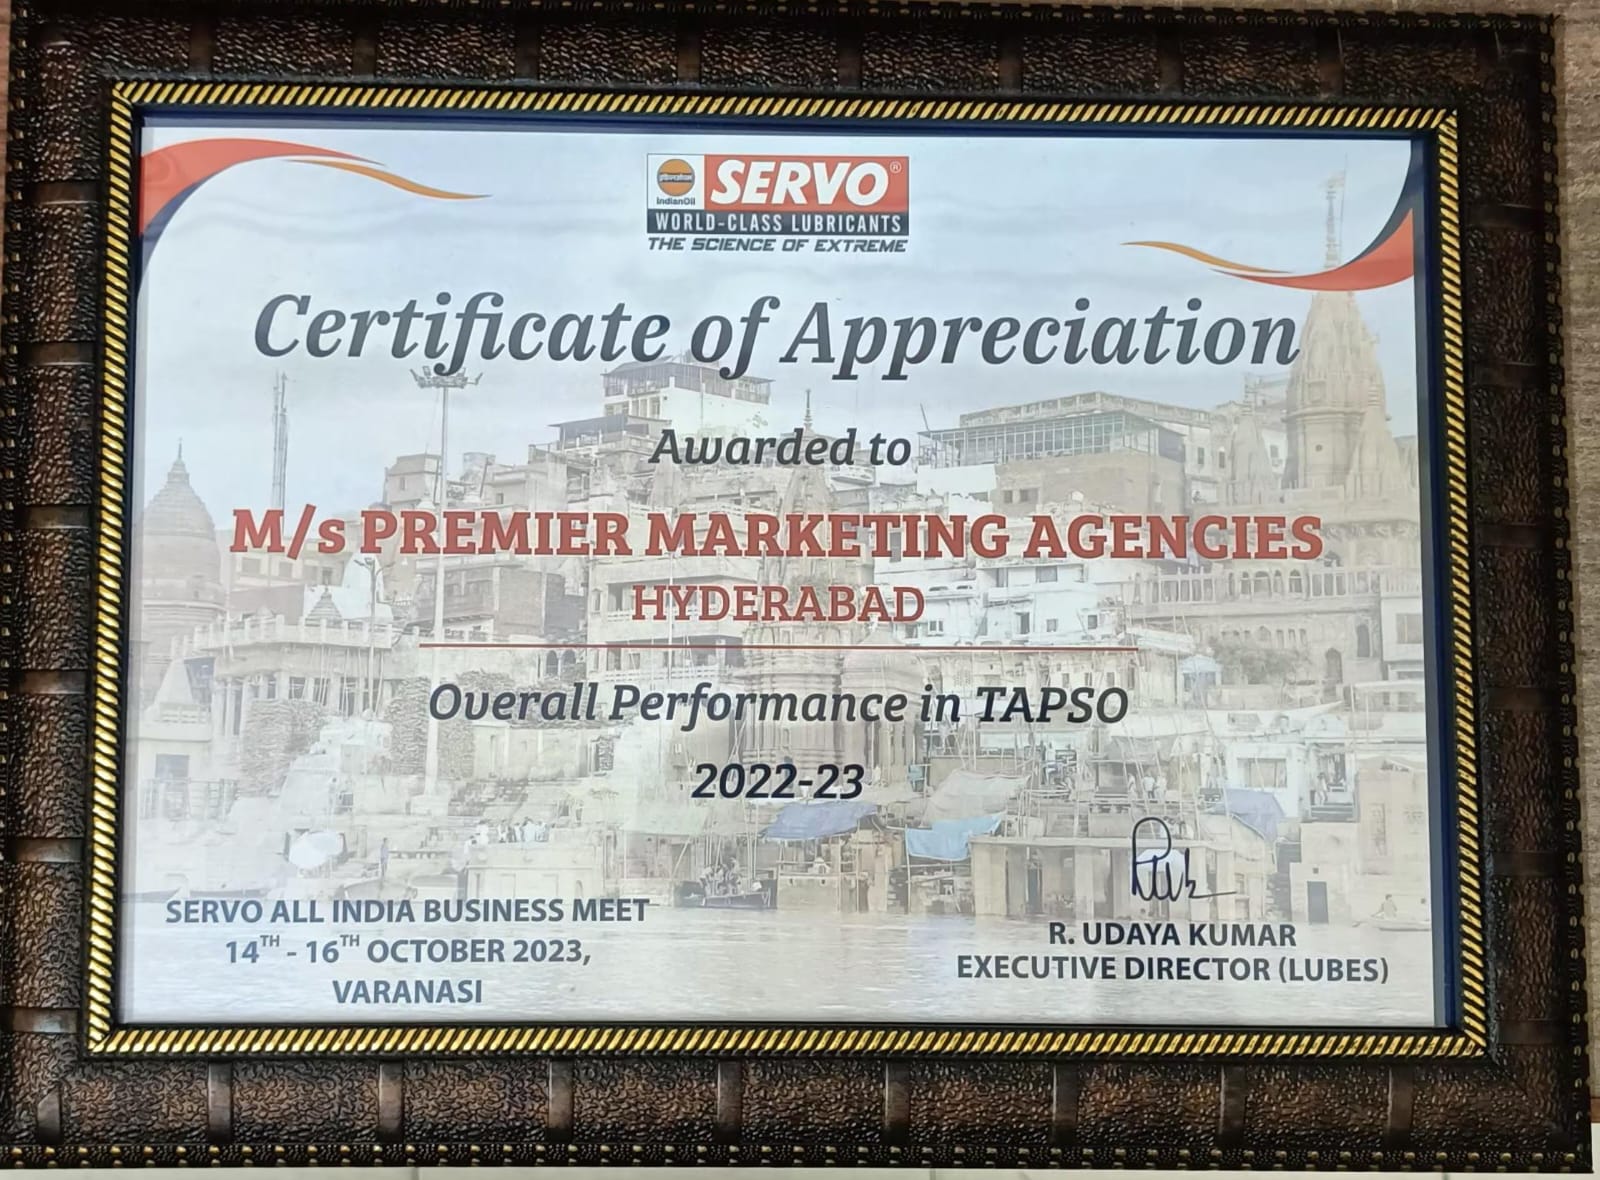 इंडियनऑयल
IndianOil
SERVO®
WORLD-CLASS LUBRICANTS
THE SCIENCE OF EXTREME
Certificate of Appreciation
Awarded to
M/s PREMIER MARKETING AGENCIES
HYDERABAD
Overall Performance in TAPSO
2022-23
SERVO ALL INDIA BUSINESS MEET
14TH - 16TH OCTOBER 2023,
VARANASI
R. UDAYA KUMAR
EXECUTIVE DIRECTOR (LUBES)